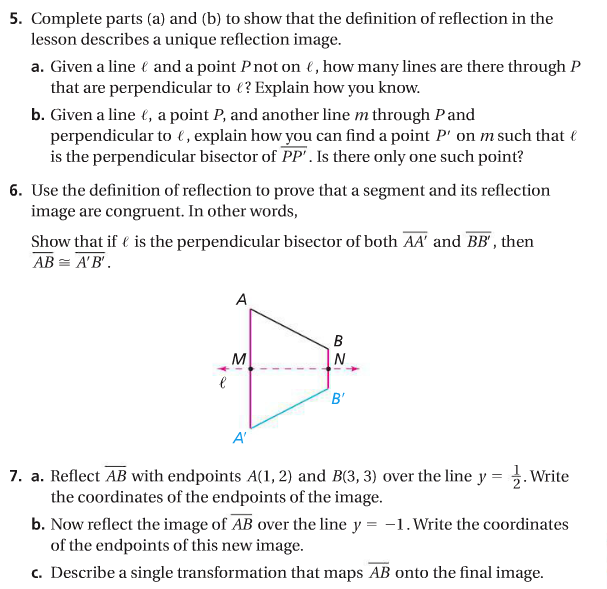 5. Complete parts (a) and (b) to show that the definition of reflection in the
lesson describes a unique reflection image.
a. Given a line ℓ and a point P not on ℓ, how many lines are there through P
that are perpendicular to ℓ? Explain how you know.
b. Given a line ℓ, a point P, and another line m through P and
perpendicular to ℓ, explain how you can find a point P′ on m such that ℓ
is the perpendicular bisector of P̅P̅′̅. Is there only one such point?
6. Use the definition of reflection to prove that a segment and its reflection
image are congruent. In other words,
Show that if ℓ is the perpendicular bisector of both A̅A̅′̅ and B̅B̅′̅, then
A̅B̅ ≅ A̅′̅B̅′̅.
A
B
M
N
ℓ
B′
A′
7. a. Reflect A̅B̅ with endpoints A(1, 2) and B(3, 3) over the line y = 1/2. Write
the coordinates of the endpoints of the image.
b. Now reflect the image of A̅B̅ over the line y = −1. Write the coordinates
of the endpoints of this new image.
c. Describe a single transformation that maps A̅B̅ onto the final image.